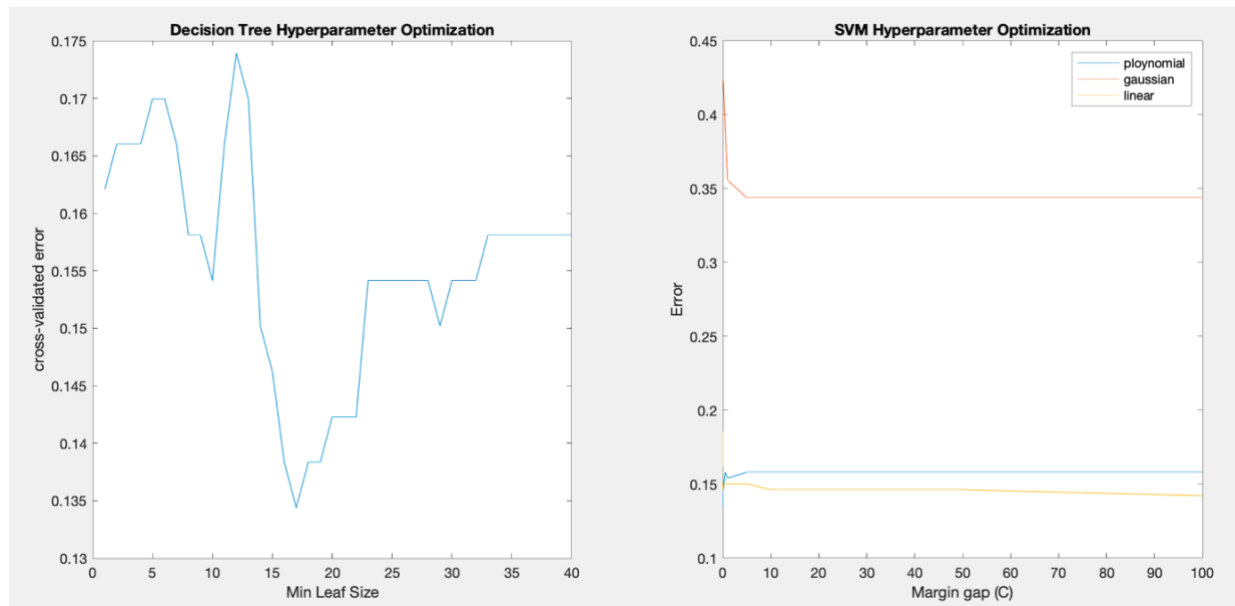 Decision Tree Hyperparameter Optimization
0.175
0.17
0.165
0.16
0.155
0.15
0.145
0.14
0.135
0.13
cross-validated error
0 5 10 15 20 25 30 35 40
Min Leaf Size
SVM Hyperparameter Optimization
0.45
0.4
0.35
0.3
0.25
0.2
0.15
0.1
Error
ploynomial
gaussian
linear
0 10 20 30 40 50 60 70 80 90 100
Margin gap (C)